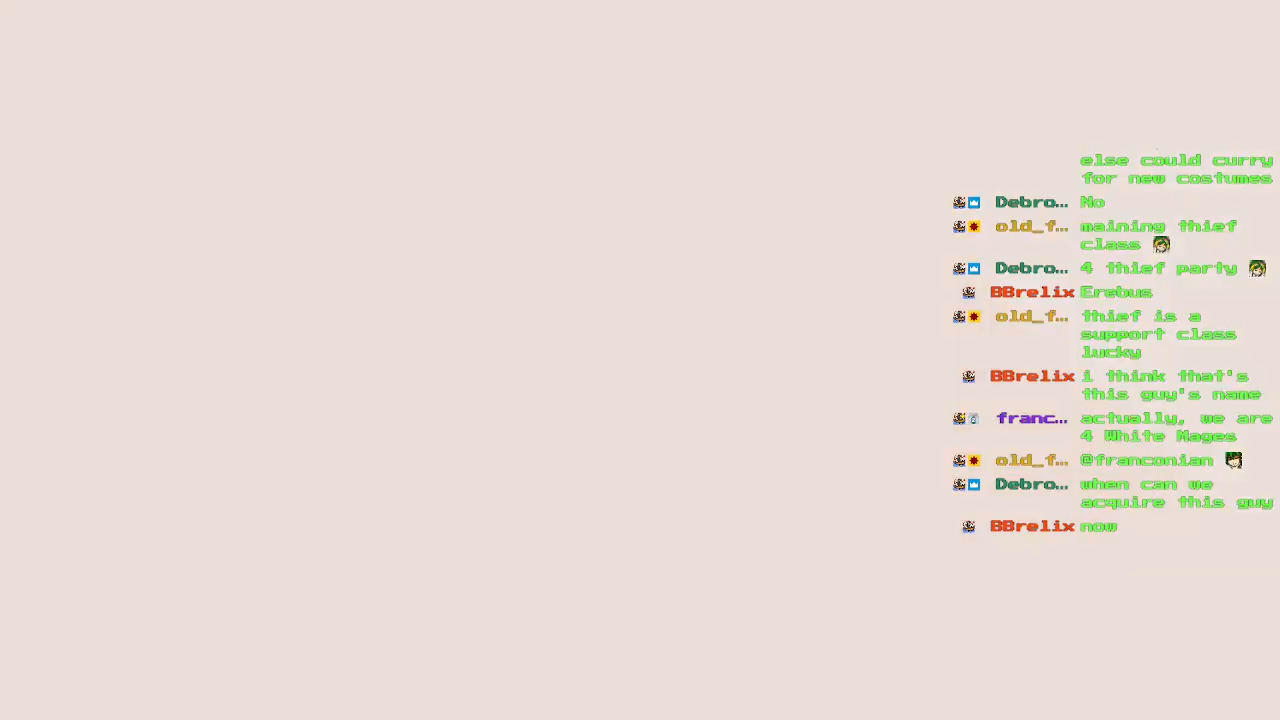 else could curry
for new costumes
Debro... No
old_f... maining thief
class
Debro... 4 thief party
BBrelix Erebus
old_f... thief is a
support class
lucky
BBrelix i think that's
this guy's name
franc... actually, we are
4 White Mages
old_f... @franconian
Debro... when can we
acquire this guy
BBrelix now